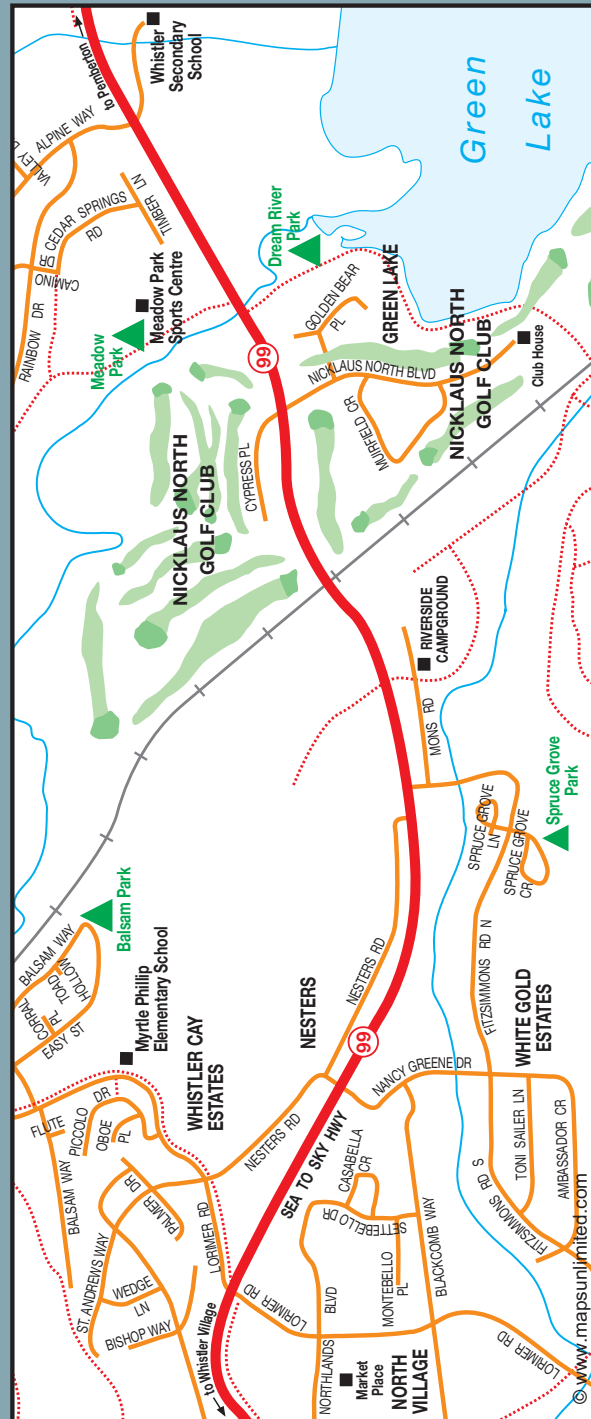 to Pemberton
Whistler
Secondary
School
VALLEY D
ALPINE WAY
CEDAR SPRINGS
RD
TIMBER LN
CAMINO
DR
RAINBOW DR
Meadow
Park
Meadow Park
Sports Centre
Dream River
Park
Green
Lake
GREEN LAKE
GOLDEN BEAR
PL
99
NICKLAUS NORTH BLVD
NICKLAUS NORTH
GOLF CLUB
CYPRESS PL
MUIRFIELD CR
NICKLAUS NORTH
GOLF CLUB
Club House
RIVERSIDE
CAMPGROUND
MONS RD
Balsam Park
BALSAM WAY
CORRAL
PL
TOAD
HOLLOW
EASY ST
Myrtle Phillip
Elementary School
NESTERS RD
NESTERS
SPRUCE GROVE
LN
SPRUCE GROVE
CR
Spruce Grove
Park
FITZSIMMONS RD N
WHITE GOLD
ESTATES
99
NANCY GREENE DR
WHISTLER CAY
ESTATES
FLUTE
PICCOLO
DR
OBOE
PL
BALSAM WAY
PALMER DR
NESTERS RD
SEA TO SKY HWY
LORIMER RD
ST. ANDREWS WAY
WEDGE
LN
BISHOP WAY
to Whistler Village
CASABELLA
CR
SETTEBELLO DR
MONTEBELLO
PL
BLACKCOMB WAY
LORIMER RD
NORTHLANDS
BLVD
Market
Place
NORTH
VILLAGE
TONI SAILER LN
AMBASSADOR CR
FITZSIMMONS RD S
LORIMER RD
© www.mapsunlimited.com